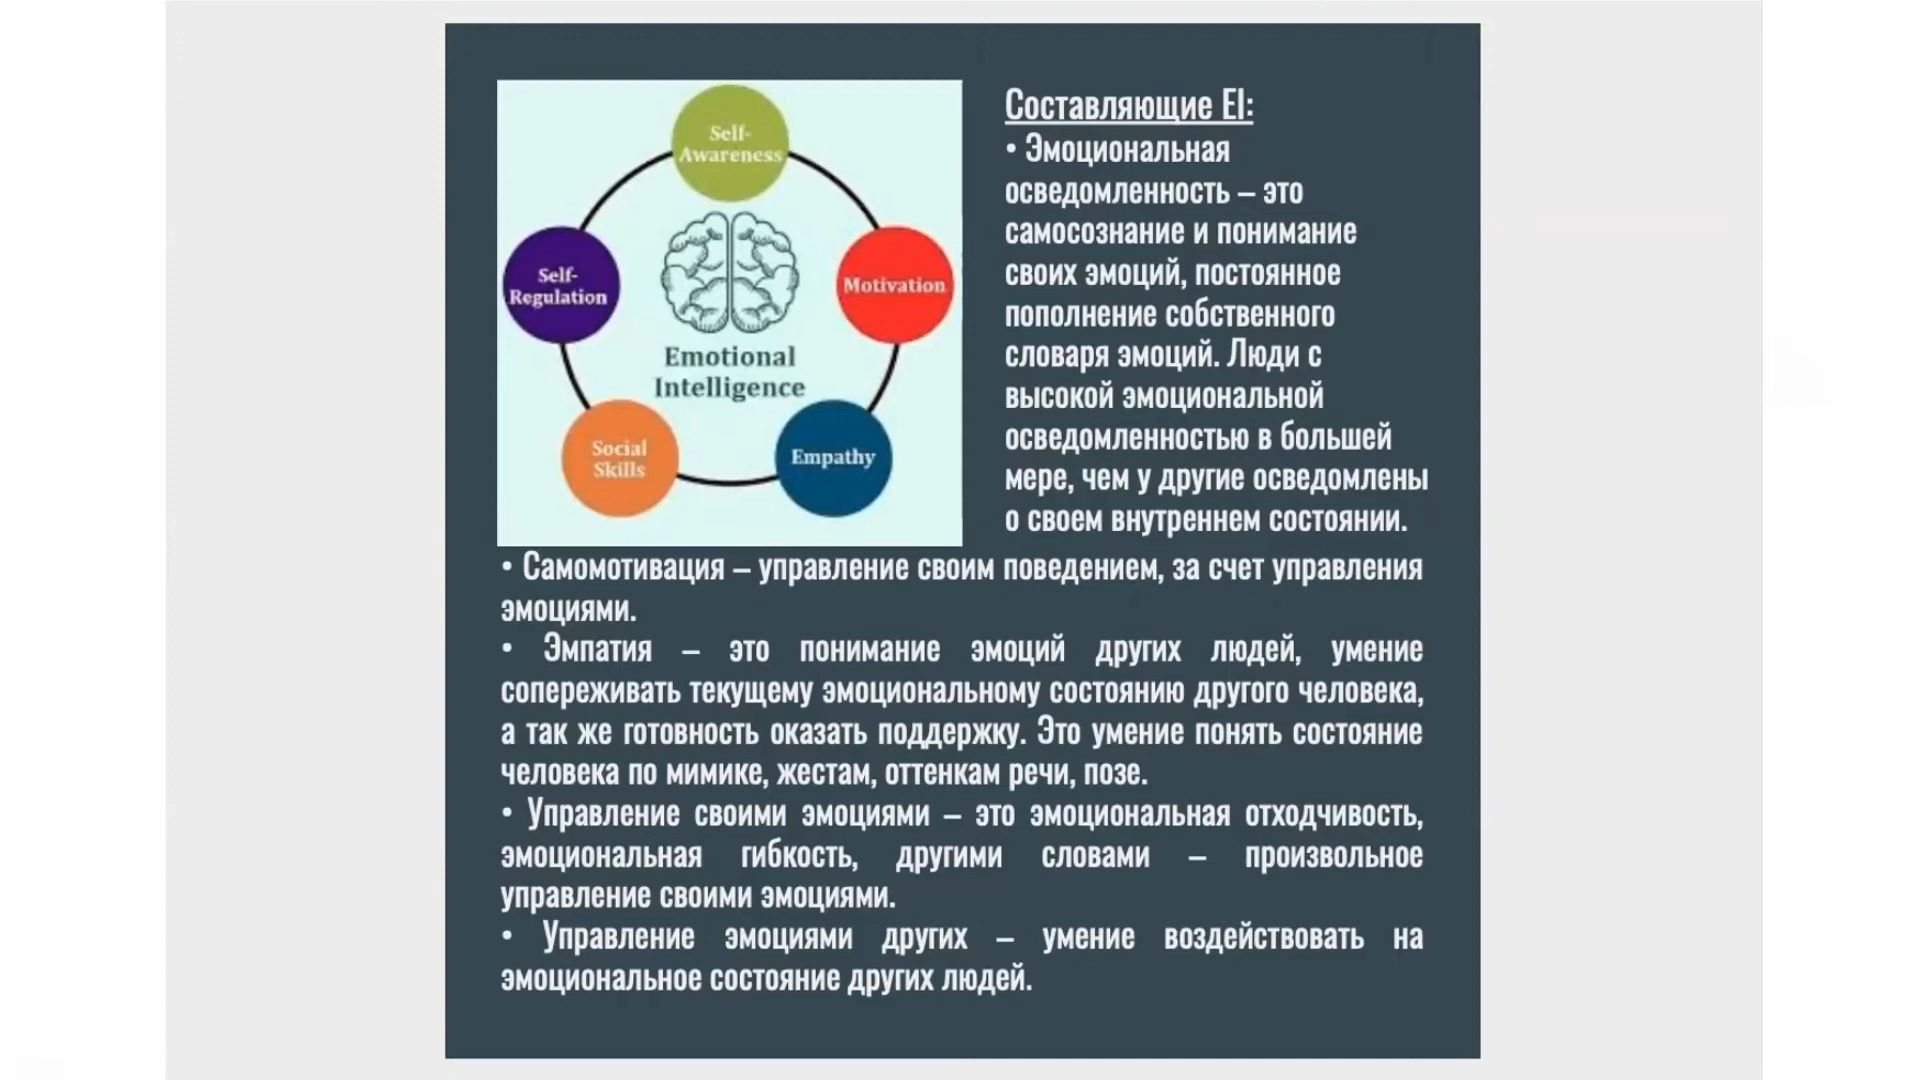 Self-
Awareness
Self-
Regulation
Motivation
Emotional
Intelligence
Social
Skills
Empathy
Составляющие EI:
• Эмоциональная
осведомленность – это
самосознание и понимание
своих эмоций, постоянное
пополнение собственного
словаря эмоций. Люди с
высокой эмоциональной
осведомленностью в большей
мере, чем у другие осведомлены
о своем внутреннем состоянии.
• Самомотивация – управление своим поведением, за счет управления
эмоциями.
• Эмпатия – это понимание эмоций других людей, умение
сопереживать текущему эмоциональному состоянию другого человека,
а так же готовность оказать поддержку. Это умение понять состояние
человека по мимике, жестам, оттенкам речи, позе.
• Управление своими эмоциями – это эмоциональная отходчивость,
эмоциональная гибкость, другими словами – произвольное
управление своими эмоциями.
• Управление эмоциями других – умение воздействовать на
эмоциональное состояние других людей.